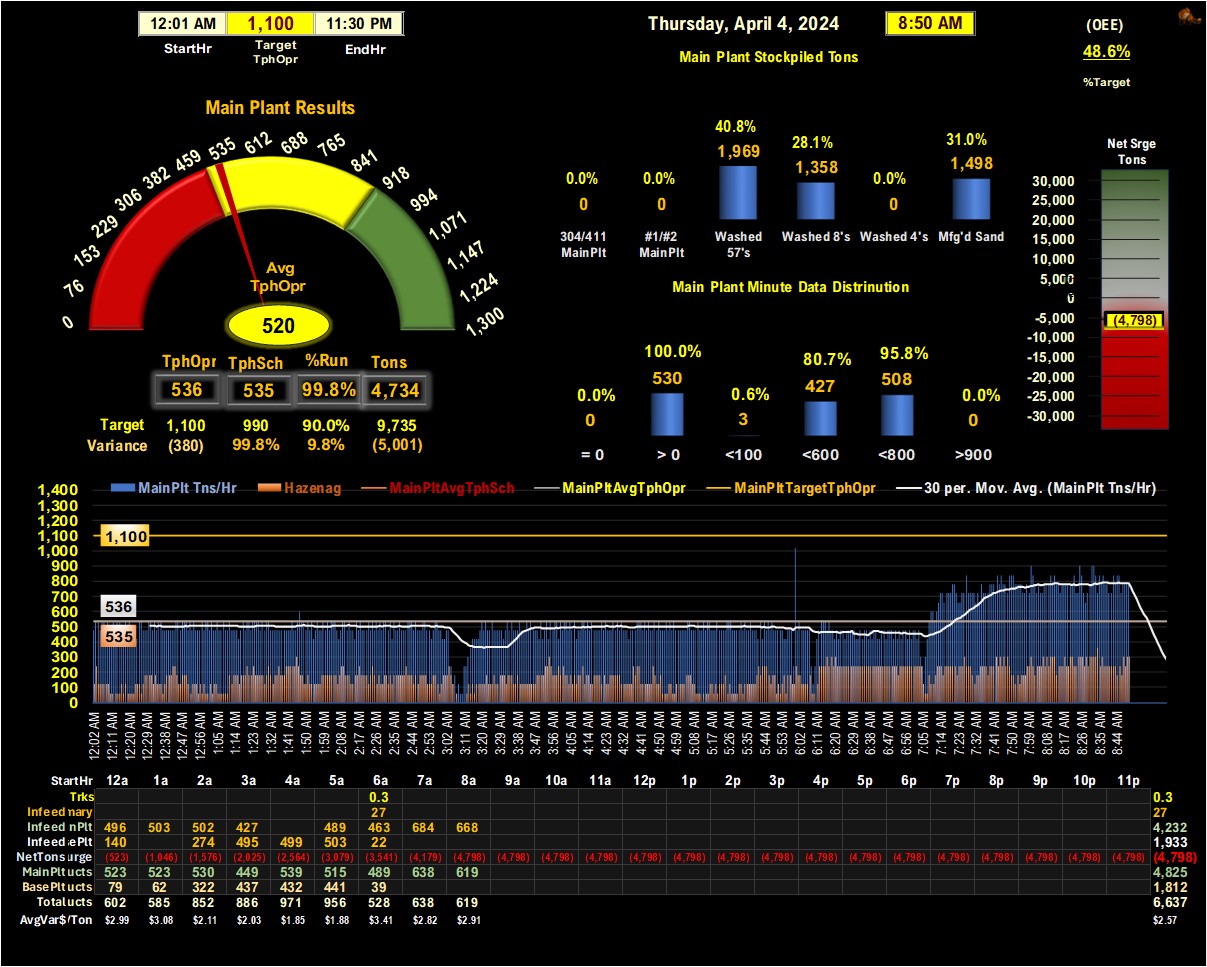 12:01 AM 1,100 11:30 PM
StartHr Target TphOpr EndHr
Thursday, April 4, 2024 8:50 AM
(OEE)
48.6%
%Target
Main Plant Stockpiled Tons
Main Plant Results
0 76 153 229 306 382 459 535 612 688 765 841 918 994 1,071 1,147 1,224 1,300
Avg
TphOpr
520
TphOpr TphSch %Run Tons
536 535 99.8% 4,734
Target 1,100 990 90.0% 9,735
Variance (380) 99.8% 9.8% (5,001)
0.0% 0.0% 40.8% 28.1% 0.0% 31.0%
0 0 1,969 1,358 0 1,498
304/411 MainPlt #1/#2 MainPlt Washed 57's Washed 8's Washed 4's Mfg'd Sand
Main Plant Minute Data Distrinution
0.0% 100.0% 0.6% 80.7% 95.8% 0.0%
0 530 3 427 508 0
= 0 > 0 <100 <600 <800 >900
Net Srge
Tons
30,000
25,000
20,000
15,000
10,000
5,000
0
-5,000
(4,798)
-10,000
-15,000
-20,000
-25,000
-30,000
MainPlt Tns/Hr Hazenag MainPltAvgTphSch MainPltAvgTphOpr MainPltTargetTphOpr 30 per. Mov. Avg. (MainPlt Tns/Hr)
1,400
1,300
1,200
1,100
1,000
900
800
700
600
500
400
300
200
100
0
1,100
536
535
12:02 AM 12:11 AM 12:20 AM 12:29 AM 12:38 AM 12:47 AM 12:56 AM 1:05 AM 1:14 AM 1:23 AM 1:32 AM 1:41 AM 1:50 AM 1:59 AM 2:08 AM 2:17 AM 2:26 AM 2:35 AM 2:44 AM 2:53 AM 3:02 AM 3:11 AM 3:20 AM 3:29 AM 3:38 AM 3:47 AM 3:56 AM 4:05 AM 4:14 AM 4:23 AM 4:32 AM 4:41 AM 4:50 AM 4:59 AM 5:08 AM 5:17 AM 5:26 AM 5:35 AM 5:44 AM 5:53 AM 6:02 AM 6:11 AM 6:20 AM 6:29 AM 6:38 AM 6:47 AM 6:56 AM 7:05 AM 7:14 AM 7:23 AM 7:32 AM 7:41 AM 7:50 AM 7:59 AM 8:08 AM 8:17 AM 8:26 AM 8:35 AM 8:44 AM
StartHr 12a 1a 2a 3a 4a 5a 6a 7a 8a 9a 10a 11a 12p 1p 2p 3p 4p 5p 6p 7p 8p 9p 10p 11p
Trks 0.3 0.3
Infeed mary 27 27
Infeed nPlt 496 503 502 427 489 463 684 668 4,232
Infeed ePlt 140 274 495 499 503 22 1,933
NetTons urge (523) (1,046) (1,576) (2,025) (2,564) (3,079) (3,541) (4,179) (4,798) (4,798) (4,798) (4,798) (4,798) (4,798) (4,798) (4,798) (4,798) (4,798) (4,798) (4,798) (4,798) (4,798) (4,798) (4,798) (4,798)
MainPlt ucts 523 523 530 449 539 515 489 638 619 4,825
BasePlt ucts 79 62 322 437 432 441 39 1,812
Total ucts 602 585 852 886 971 956 528 638 619 6,637
AvgVar$/Ton $2.99 $3.08 $2.11 $2.03 $1.85 $1.88 $3.41 $2.82 $2.91 $2.57